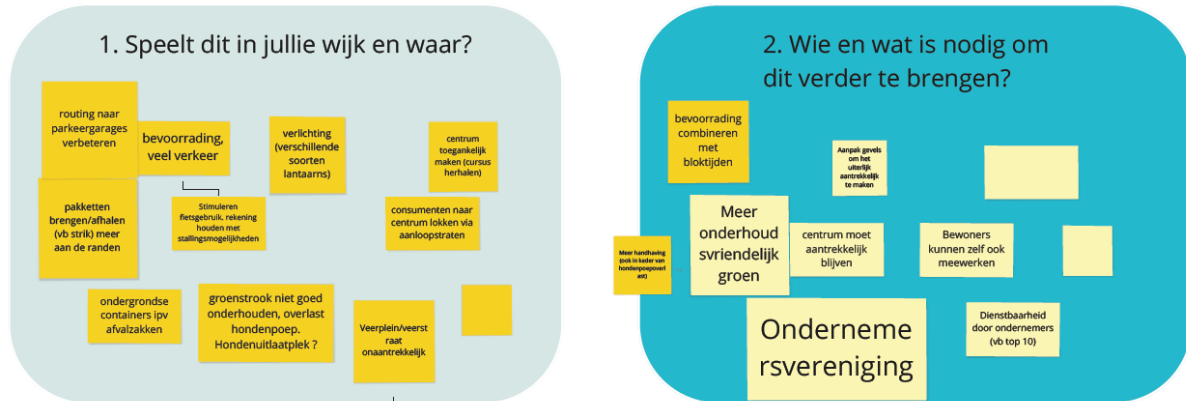 1. Speelt dit in jullie wijk en waar?
routing naar
parkeergarages
verbeteren
bevoorrading,
veel verkeer
verlichting
(verschillende
soorten
lantaarns)
centrum
toegankelijk
maken (cursus
herhalen)
pakketten
brengen/afhalen
(vb strik) meer
aan de randen
Stimuleren
fietsgebruik, rekening
houden met
stallingsmogelijkheden
consumenten naar
centrum lokken via
aanloopstraten
ondergrondse
containers ipv
afvalzakken
groenstrook niet goed
onderhouden, overlast
hondenpoep.
Hondenuitlaatplek ?
Veerplein/veerst
raat
onaantrekkelijk
2. Wie en wat is nodig om
dit verder te brengen?
bevoorrading
combineren
met
bloktijden
Aanpak gevels
om het
uiterlijk
aantrekkelijk
te maken
Meer
onderhoud
svriendelijk
groen
centrum moet
aantrekkelijk
blijven
Bewoners
kunnen zelf ook
meewerken
Meer handhaving
(ook in kader van
hondenpoepoverl
ast)
Onderneme
rsvereniging
Dienstbaarheid
door ondernemers
(vb top 10)